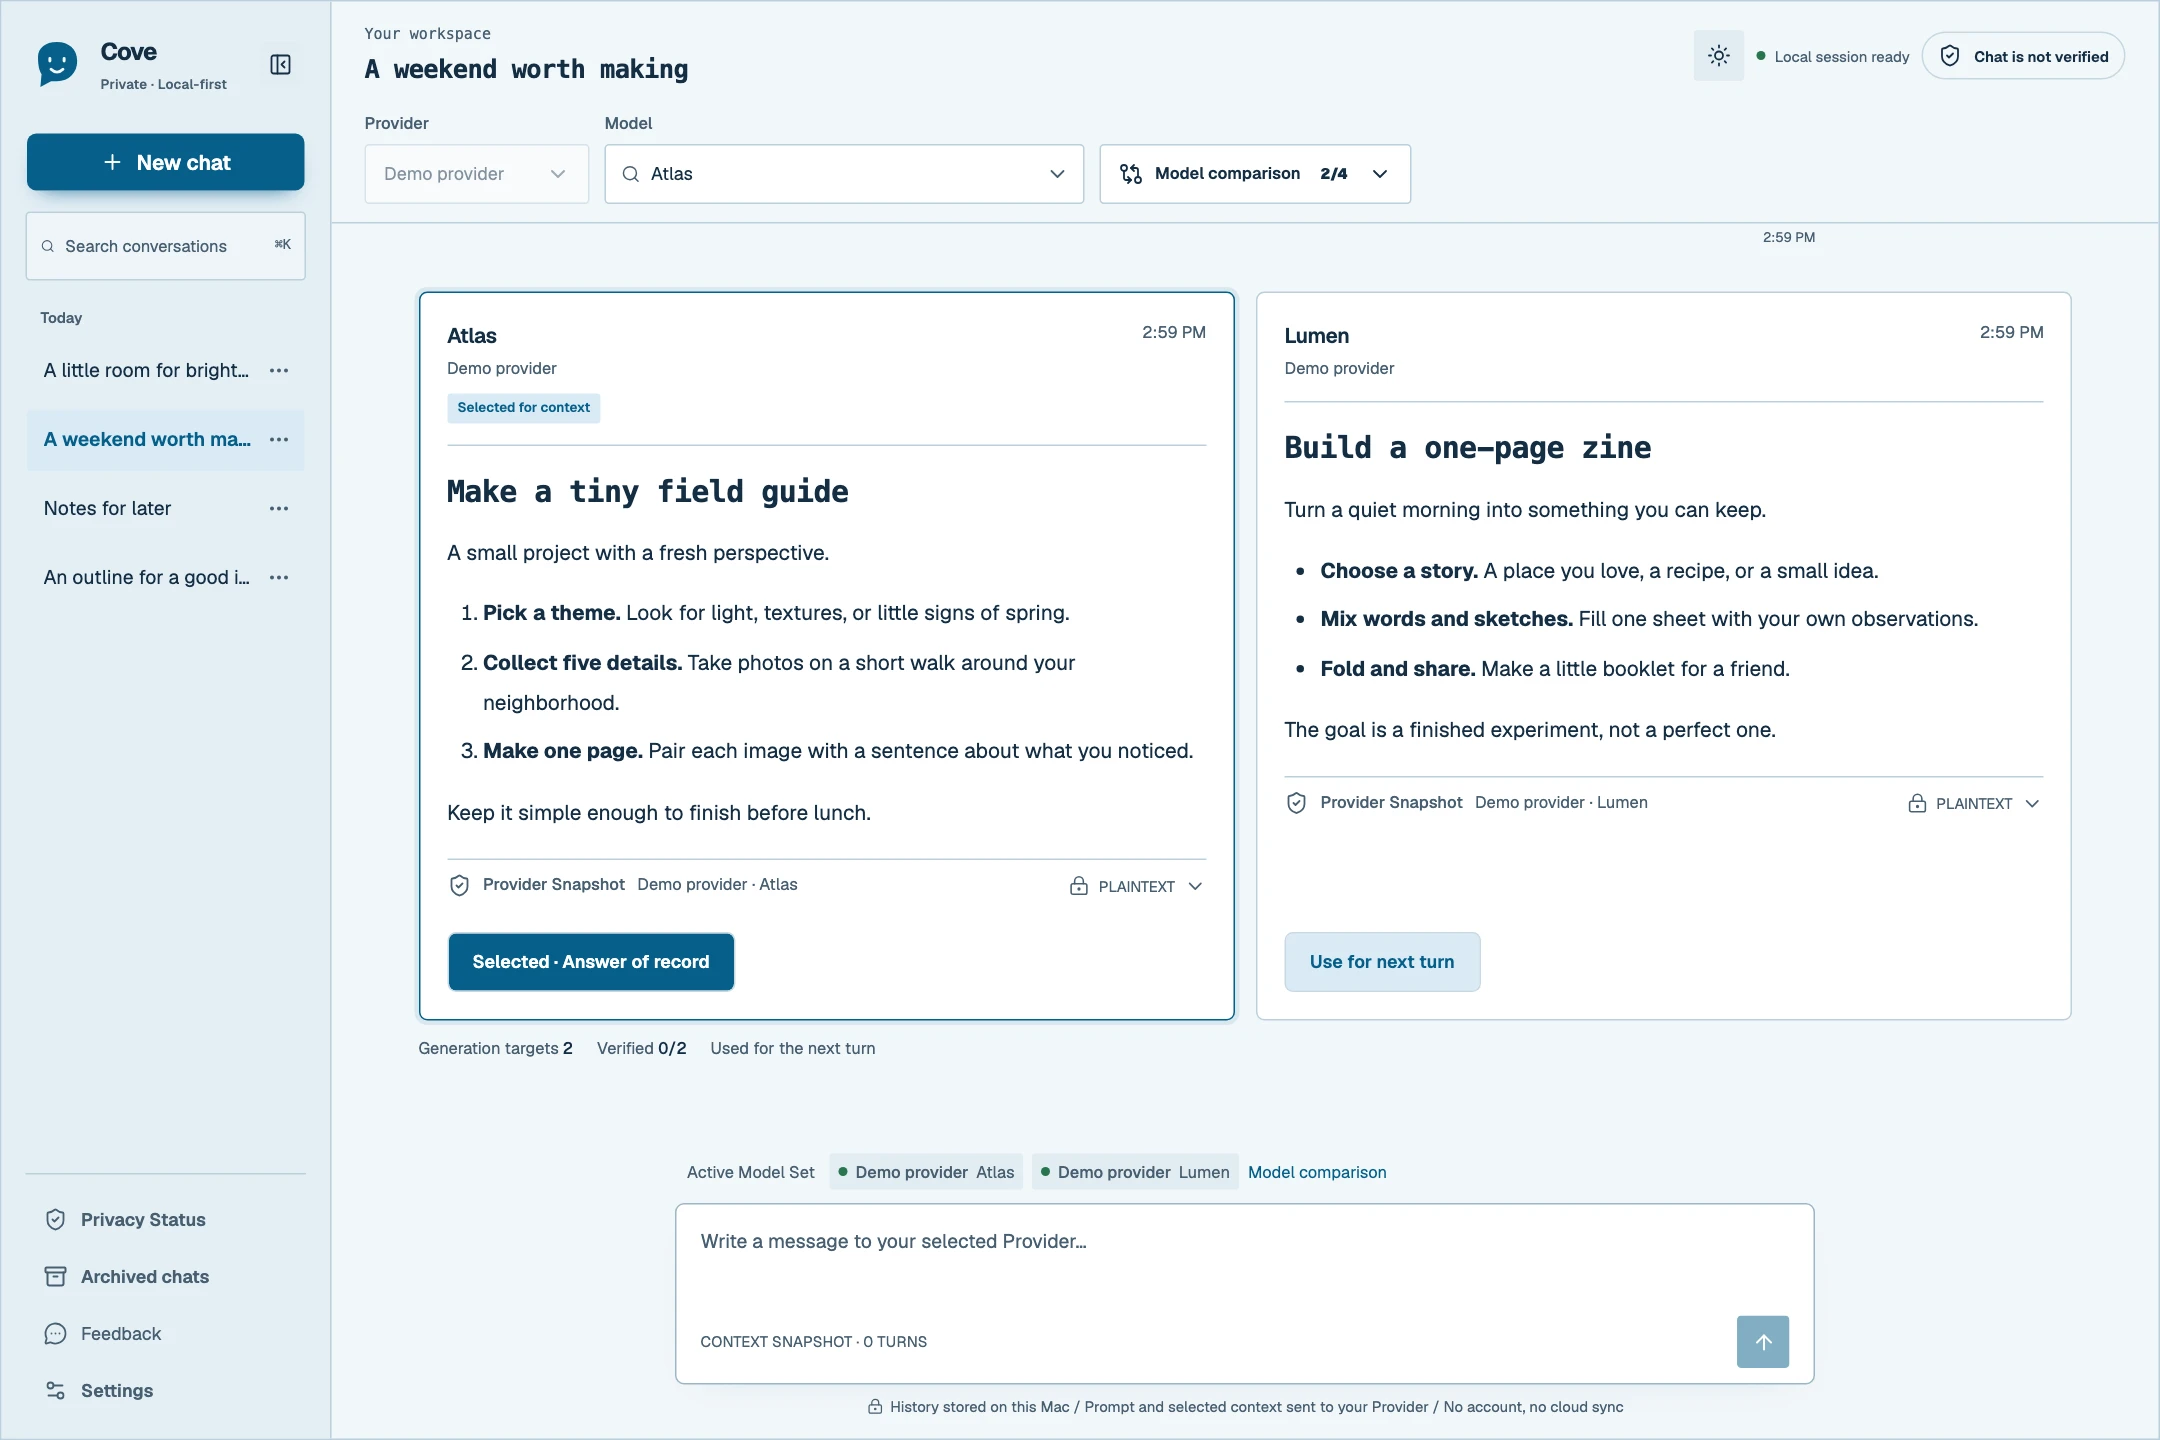 Cove
Private · Local-first
New chat
Search conversations ⌘K
Today
A little room for bright...
A weekend worth ma...
Notes for later
An outline for a good i...
Privacy Status
Archived chats
Feedback
Settings
Your workspace
A weekend worth making
Local session ready
Chat is not verified
Provider
Demo provider
Model
Atlas
Model comparison 2/4
2:59 PM
Atlas 2:59 PM
Demo provider
Selected for context
Make a tiny field guide
A small project with a fresh perspective.
1. Pick a theme. Look for light, textures, or little signs of spring.
2. Collect five details. Take photos on a short walk around your
neighborhood.
3. Make one page. Pair each image with a sentence about what you noticed.
Keep it simple enough to finish before lunch.
Provider Snapshot Demo provider · Atlas PLAINTEXT
Selected · Answer of record
Lumen 2:59 PM
Demo provider
Build a one-page zine
Turn a quiet morning into something you can keep.
• Choose a story. A place you love, a recipe, or a small idea.
• Mix words and sketches. Fill one sheet with your own observations.
• Fold and share. Make a little booklet for a friend.
The goal is a finished experiment, not a perfect one.
Provider Snapshot Demo provider · Lumen PLAINTEXT
Use for next turn
Generation targets 2 Verified 0/2 Used for the next turn
Active Model Set Demo provider Atlas Demo provider Lumen Model comparison
Write a message to your selected Provider...
CONTEXT SNAPSHOT · 0 TURNS
History stored on this Mac / Prompt and selected context sent to your Provider / No account, no cloud sync